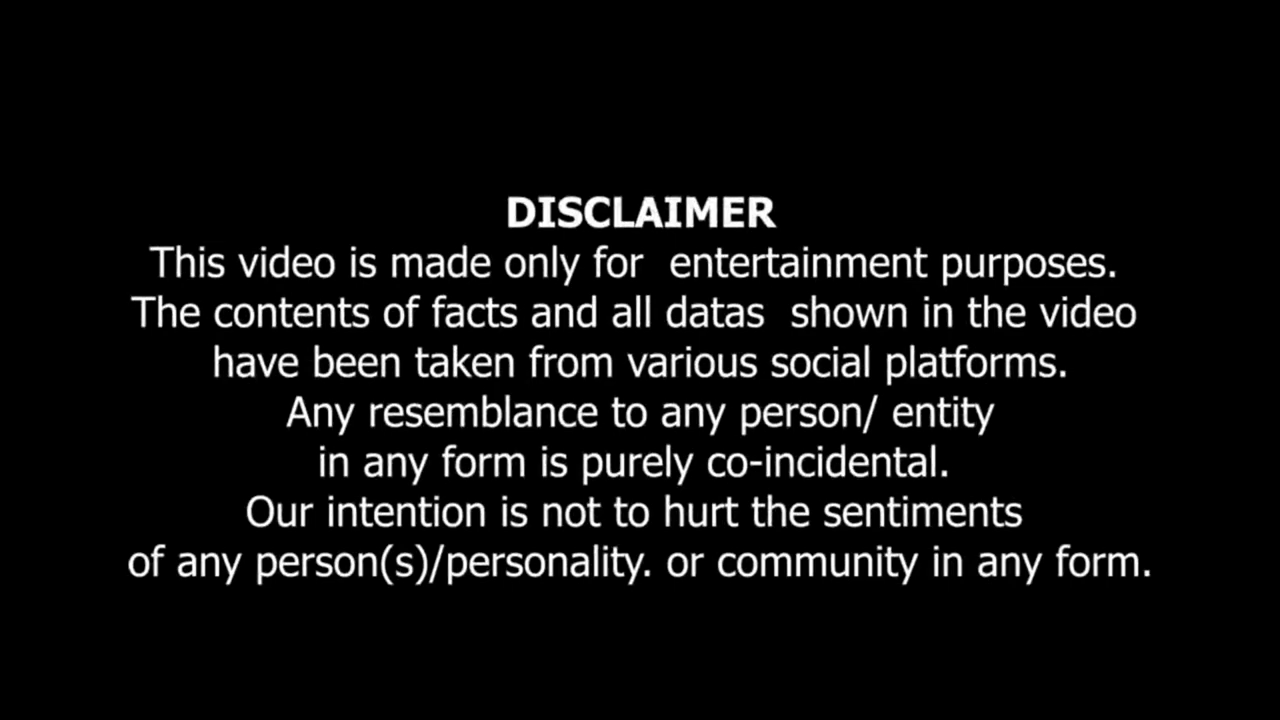 DISCLAIMER
This video is made only for  entertainment purposes.
The contents of facts and all datas  shown in the video
have been taken from various social platforms.
Any resemblance to any person/ entity
in any form is purely co-incidental.
Our intention is not to hurt the sentiments
of any person(s)/personality. or community in any form.